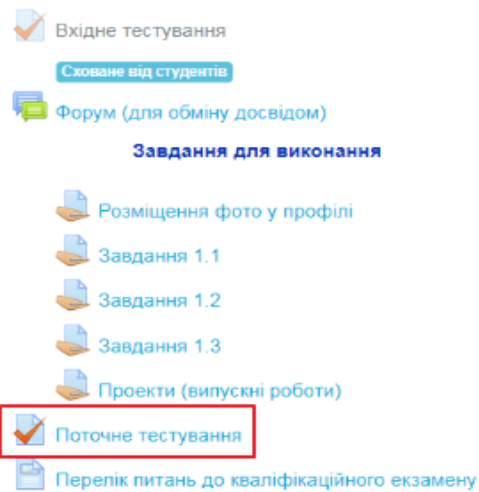 Вхідне тестування
Сховане від студентів
Форум (для обміну досвідом)
Завдання для виконання
Розміщення фото у профілі
Завдання 1.1
Завдання 1.2
Завдання 1.3
Проекти (випускні роботи)
Поточне тестування
Перелік питань до кваліфікаційного екзамену